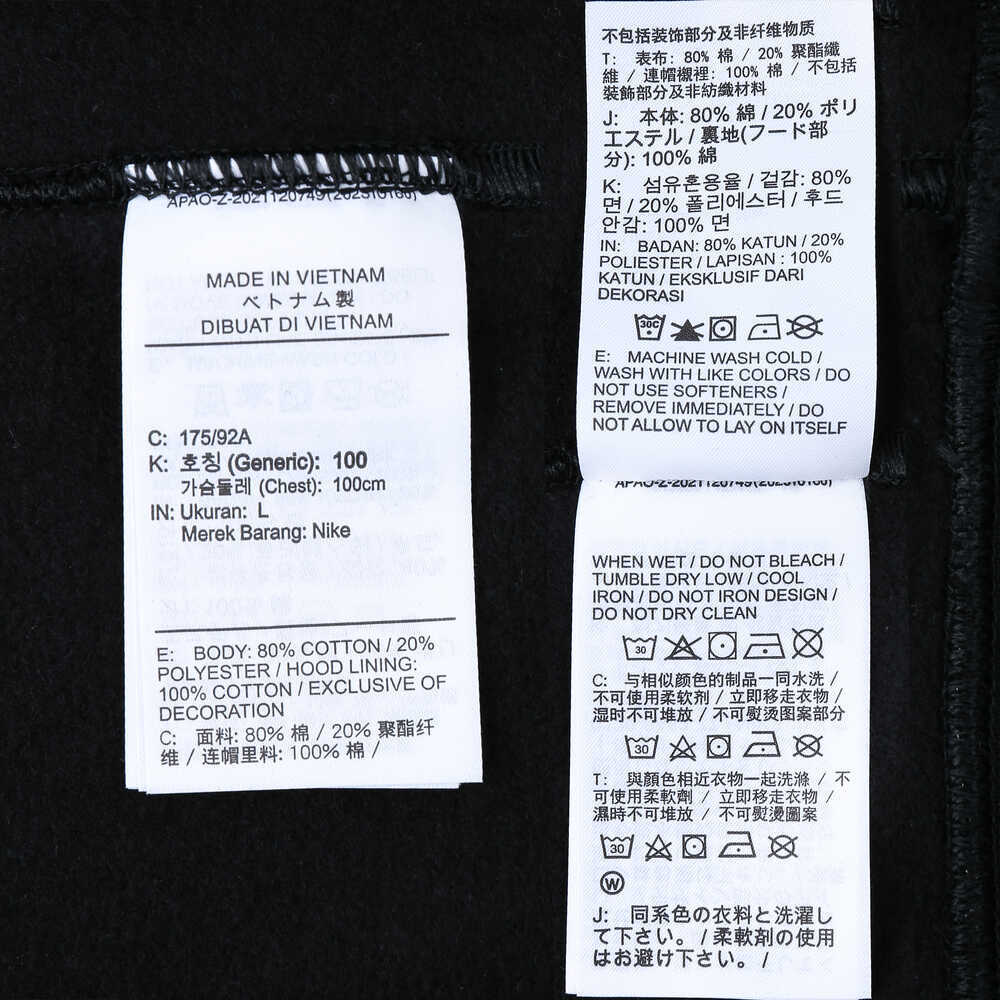 APAO-Z-2021120749(202310160)
MADE IN VIETNAM
ベトナム製
DIBUAT DI VIETNAM
C: 175/92A
K: 호칭 (Generic): 100
가슴둘레 (Chest): 100cm
IN: Ukuran: L
Merek Barang: Nike
E: BODY: 80% COTTON / 20%
POLYESTER / HOOD LINING:
100% COTTON / EXCLUSIVE OF
DECORATION
C: 面料: 80% 棉 / 20% 聚酯纤
维 / 连帽里料: 100% 棉 /
不包括装饰部分及非纤维物质
T: 表布: 80% 棉 / 20% 聚酯纖
維 / 連帽襯裡: 100% 棉 / 不包括
裝飾部分及非紡織材料
J: 本体: 80% 綿 / 20% ポリ
エステル / 裏地(フード部
分): 100% 綿
K: 섬유혼용율 / 겉감: 80%
면 / 20% 폴리에스터 / 후드
안감: 100% 면
IN: BADAN: 80% KATUN / 20%
POLIESTER / LAPISAN : 100%
KATUN / EKSKLUSIF DARI
DEKORASI
30C
E: MACHINE WASH COLD /
WASH WITH LIKE COLORS / DO
NOT USE SOFTENERS /
REMOVE IMMEDIATELY / DO
NOT ALLOW TO LAY ON ITSELF
APAO-Z-2021120749(202310160)
WHEN WET / DO NOT BLEACH /
TUMBLE DRY LOW / COOL
IRON / DO NOT IRON DESIGN /
DO NOT DRY CLEAN
30
C: 与相似颜色的制品一同水洗 /
不可使用柔软剂 / 立即移走衣物 /
湿时不可堆放 / 不可熨烫图案部分
30
T: 與顏色相近衣物一起洗滌 / 不
可使用柔軟劑 / 立即移走衣物 /
濕時不可堆放 / 不可熨燙圖案
30
W
J: 同系色の衣料と洗濯し
て下さい。 / 柔軟剤の使用
はお避け下さい。 /